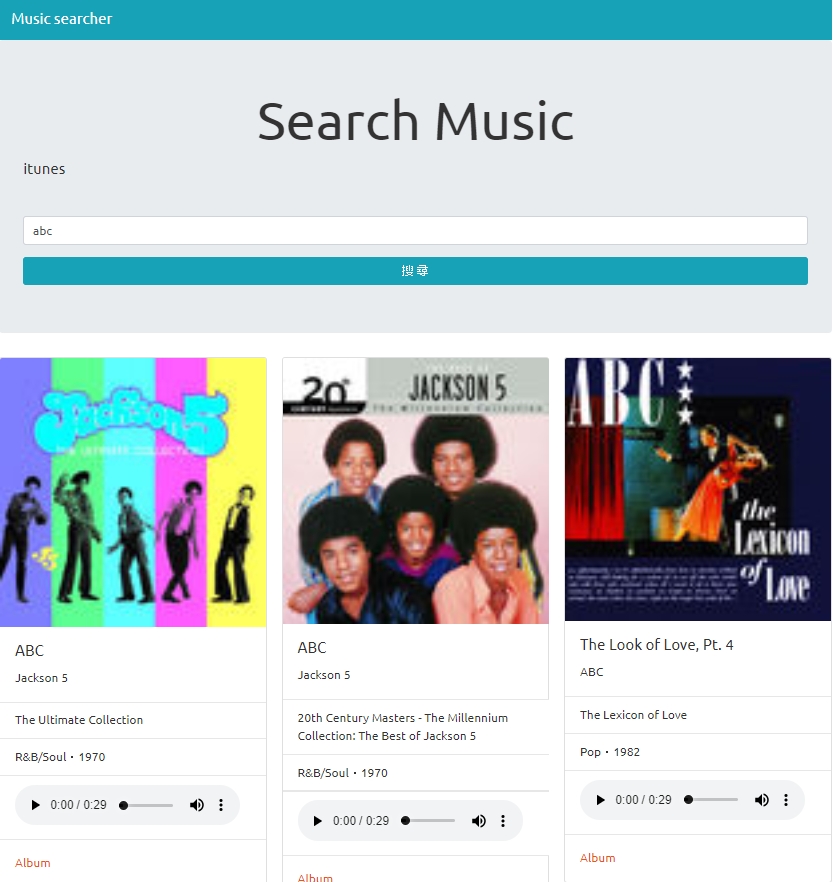 Music searcher
Search Music
itunes
abc
搜尋
Jackson 5
THE ULTIMATE COLLECTION
J5
ABC
Jackson 5
The Ultimate Collection
R&B/Soul・1970
0:00 / 0:29
Album
20th
CENTURY
JACKSON 5
The Millennium Collection
ABC
Jackson 5
20th Century Masters - The Millennium
Collection: The Best of Jackson 5
R&B/Soul・1970
0:00 / 0:29
Album
ABC
the
Lexicon
of Love
The Look of Love, Pt. 4
ABC
The Lexicon of Love
Pop・1982
0:00 / 0:29
Album